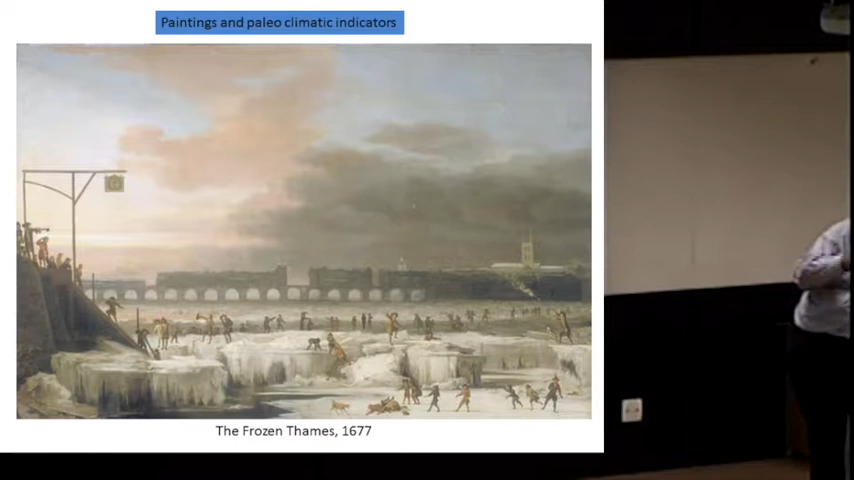 Paintings and paleo climatic indicators
The Frozen Thames, 1677